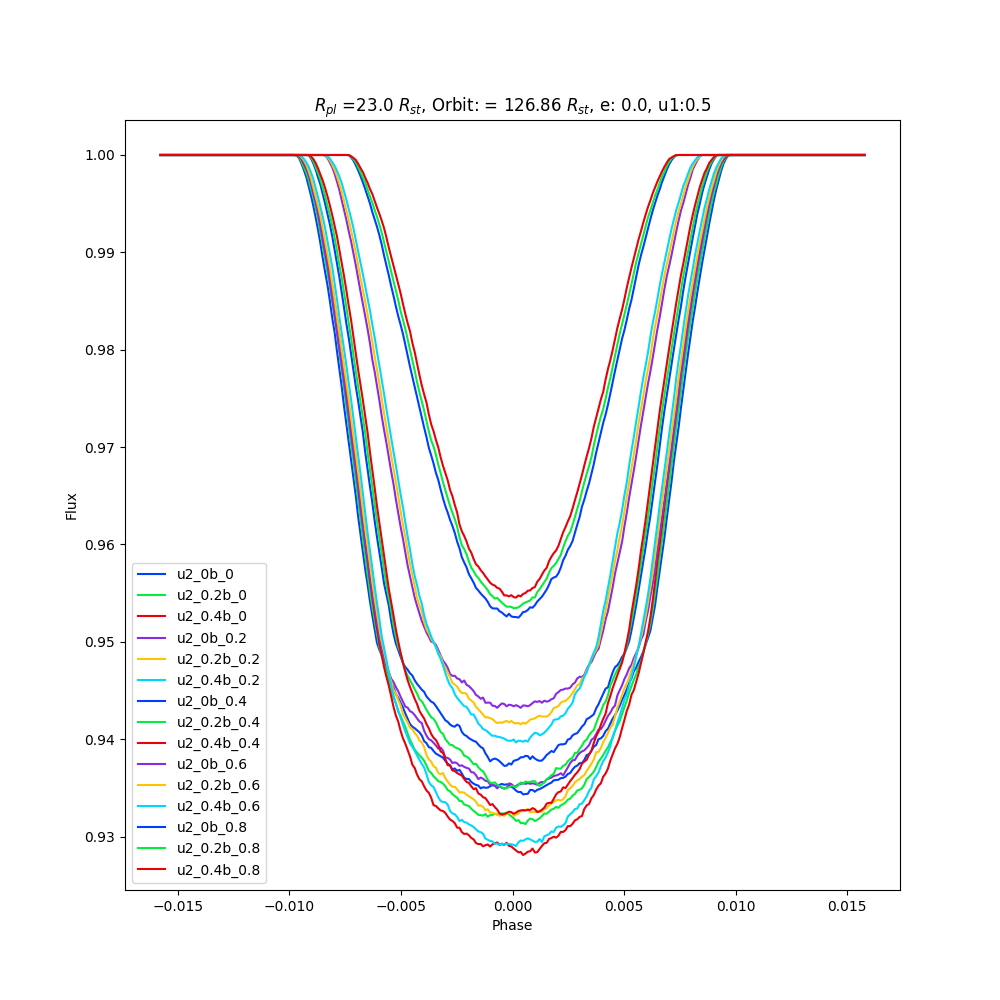 R_pl =23.0 R_st, Orbit: = 126.86 R_st, e: 0.0, u1:0.5
1.00
0.99
0.98
0.97
0.96
0.95
0.94
0.93
Flux
u2_0b_0
u2_0.2b_0
u2_0.4b_0
u2_0b_0.2
u2_0.2b_0.2
u2_0.4b_0.2
u2_0b_0.4
u2_0.2b_0.4
u2_0.4b_0.4
u2_0b_0.6
u2_0.2b_0.6
u2_0.4b_0.6
u2_0b_0.8
u2_0.2b_0.8
u2_0.4b_0.8
−0.015 −0.010 −0.005 0.000 0.005 0.010 0.015
Phase